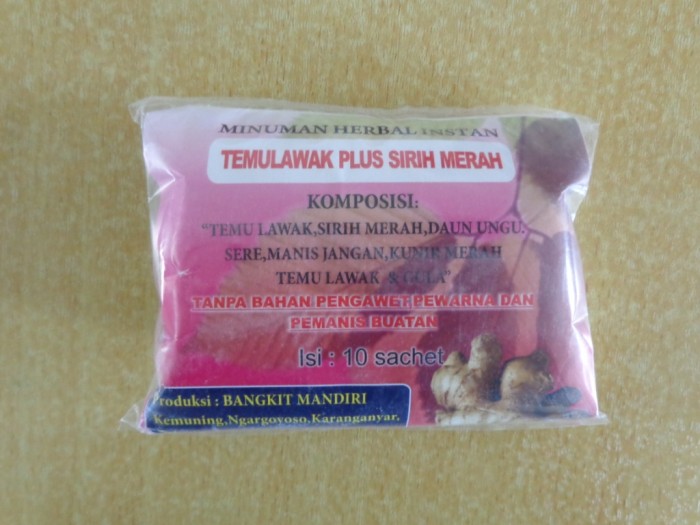 MINUMAN HERBAL INSTAN
TEMULAWAK PLUS SIRIH MERAH
KOMPOSISI:
"TEMU LAWAK,SIRIH MERAH,DAUN UNGU.
SERE,MANIS JANGAN,KUNIR MERAH
TEMU LAWAK & GULA"
TANPA BAHAN PENGAWET PEWARNA DAN
PEMANIS BUATAN
Isi : 10 sachet
Produksi : BANGKIT MANDIRI
Kemuning,Ngargoyoso.Karanganyar.